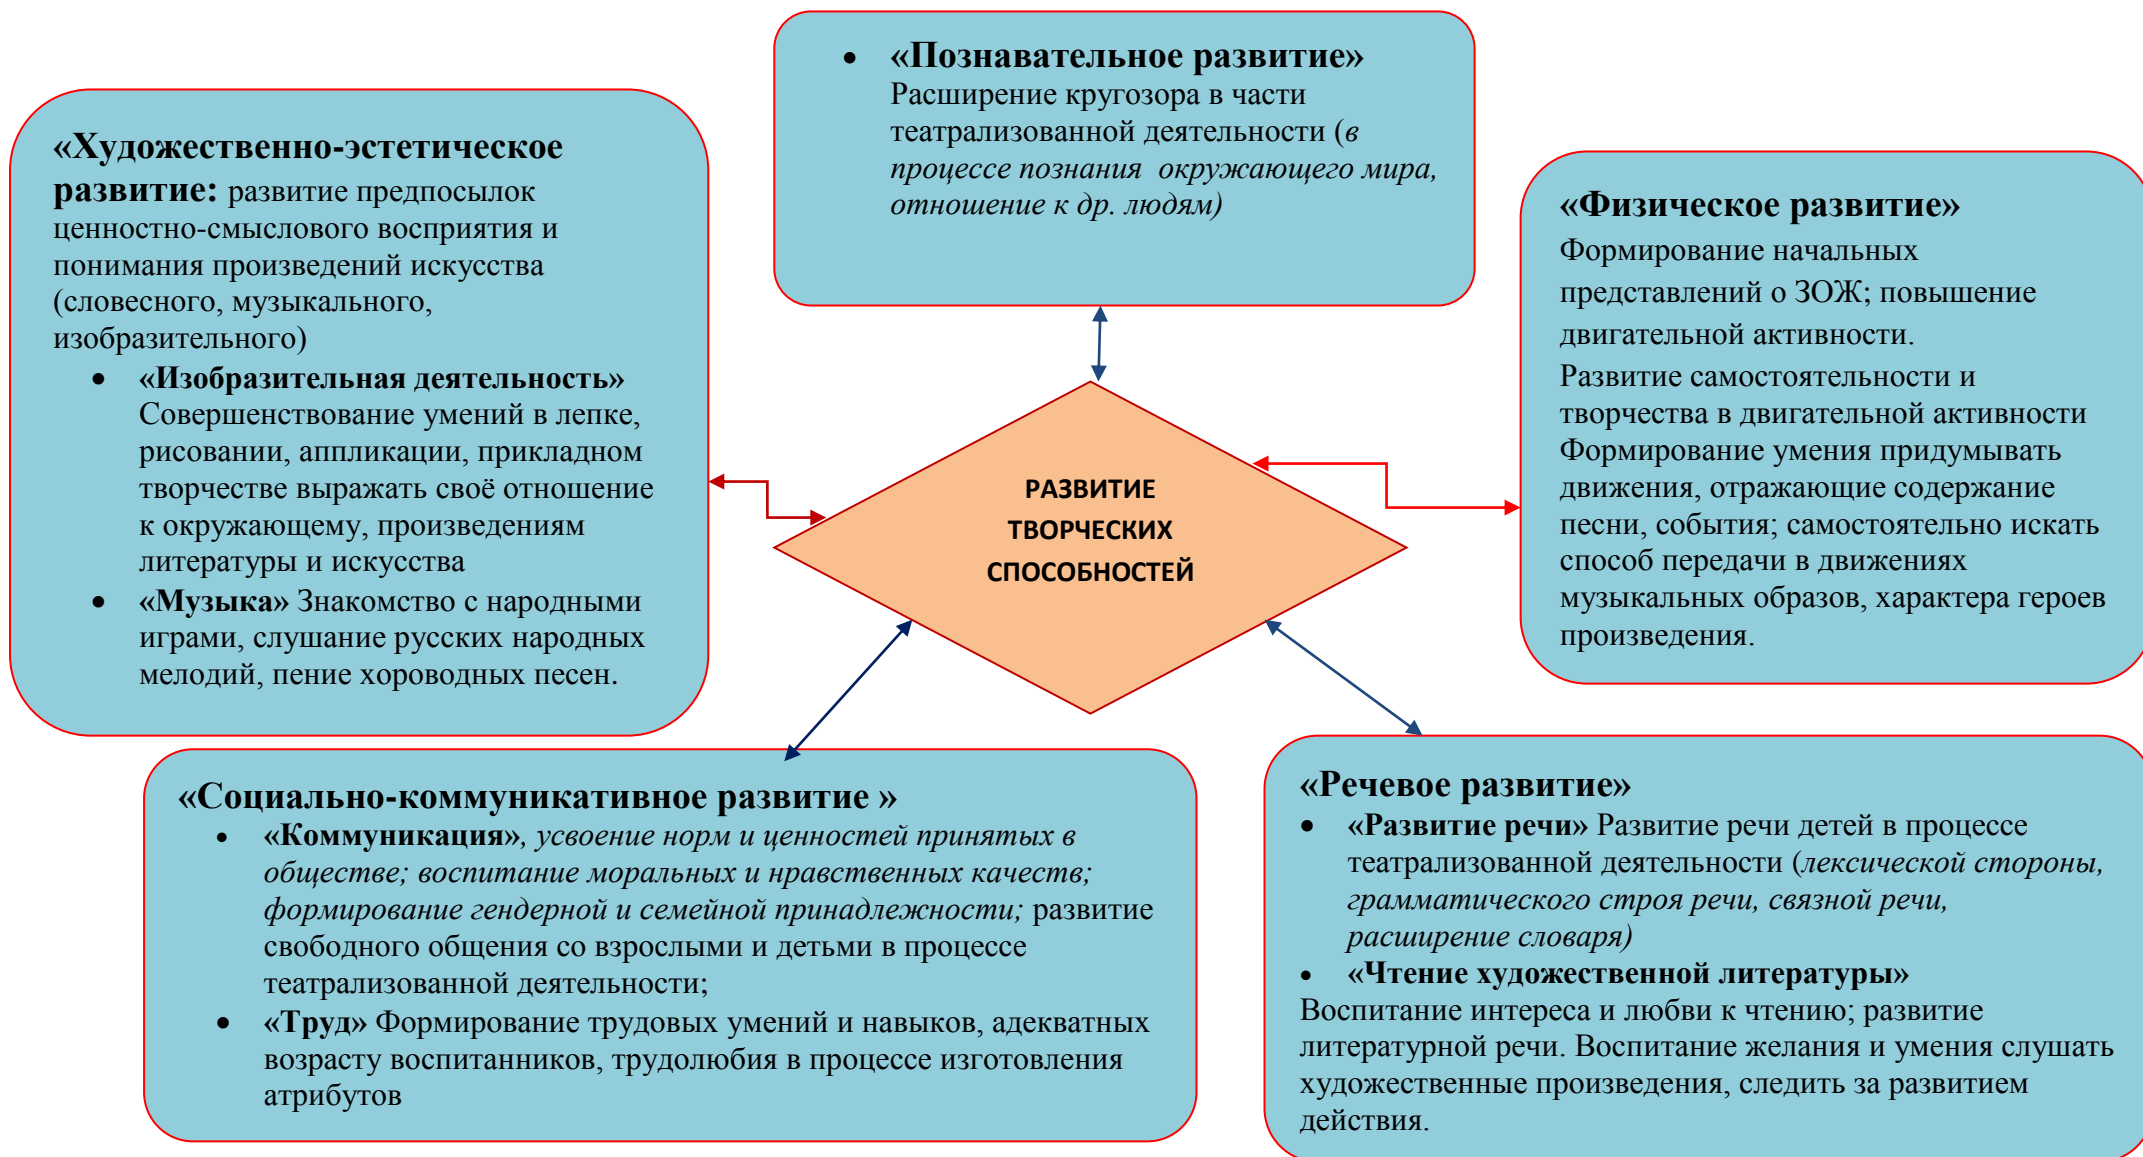 • «Познавательное развитие»
Расширение кругозора в части
театрализованной деятельности (в
процессе познания  окружающего мира,
отношение к др. людям)
«Художественно-эстетическое
развитие: развитие предпосылок
ценностно-смыслового восприятия и
понимания произведений искусства
(словесного, музыкального,
изобразительного)
• «Изобразительная деятельность»
Совершенствование умений в лепке,
рисовании, аппликации, прикладном
творчестве выражать своё отношение
к окружающему, произведениям
литературы и искусства
• «Музыка» Знакомство с народными
играми, слушание русских народных
мелодий, пение хороводных песен.
«Физическое развитие»
Формирование начальных
представлений о ЗОЖ; повышение
двигательной активности.
Развитие самостоятельности и
творчества в двигательной активности
Формирование умения придумывать
движения, отражающие содержание
песни, события; самостоятельно искать
способ передачи в движениях
музыкальных образов, характера героев
произведения.
РАЗВИТИЕ
ТВОРЧЕСКИХ
СПОСОБНОСТЕЙ
«Социально-коммуникативное развитие »
• «Коммуникация», усвоение норм и ценностей принятых в
обществе; воспитание моральных и нравственных качеств;
формирование гендерной и семейной принадлежности; развитие
свободного общения со взрослыми и детьми в процессе
театрализованной деятельности;
• «Труд» Формирование трудовых умений и навыков, адекватных
возрасту воспитанников, трудолюбия в процессе изготовления
атрибутов
«Речевое развитие»
• «Развитие речи» Развитие речи детей в процессе
театрализованной деятельности (лексической стороны,
грамматического строя речи, связной речи,
расширение словаря)
• «Чтение художественной литературы»
Воспитание интереса и любви к чтению; развитие
литературной речи. Воспитание желания и умения слушать
художественные произведения, следить за развитием
действия.